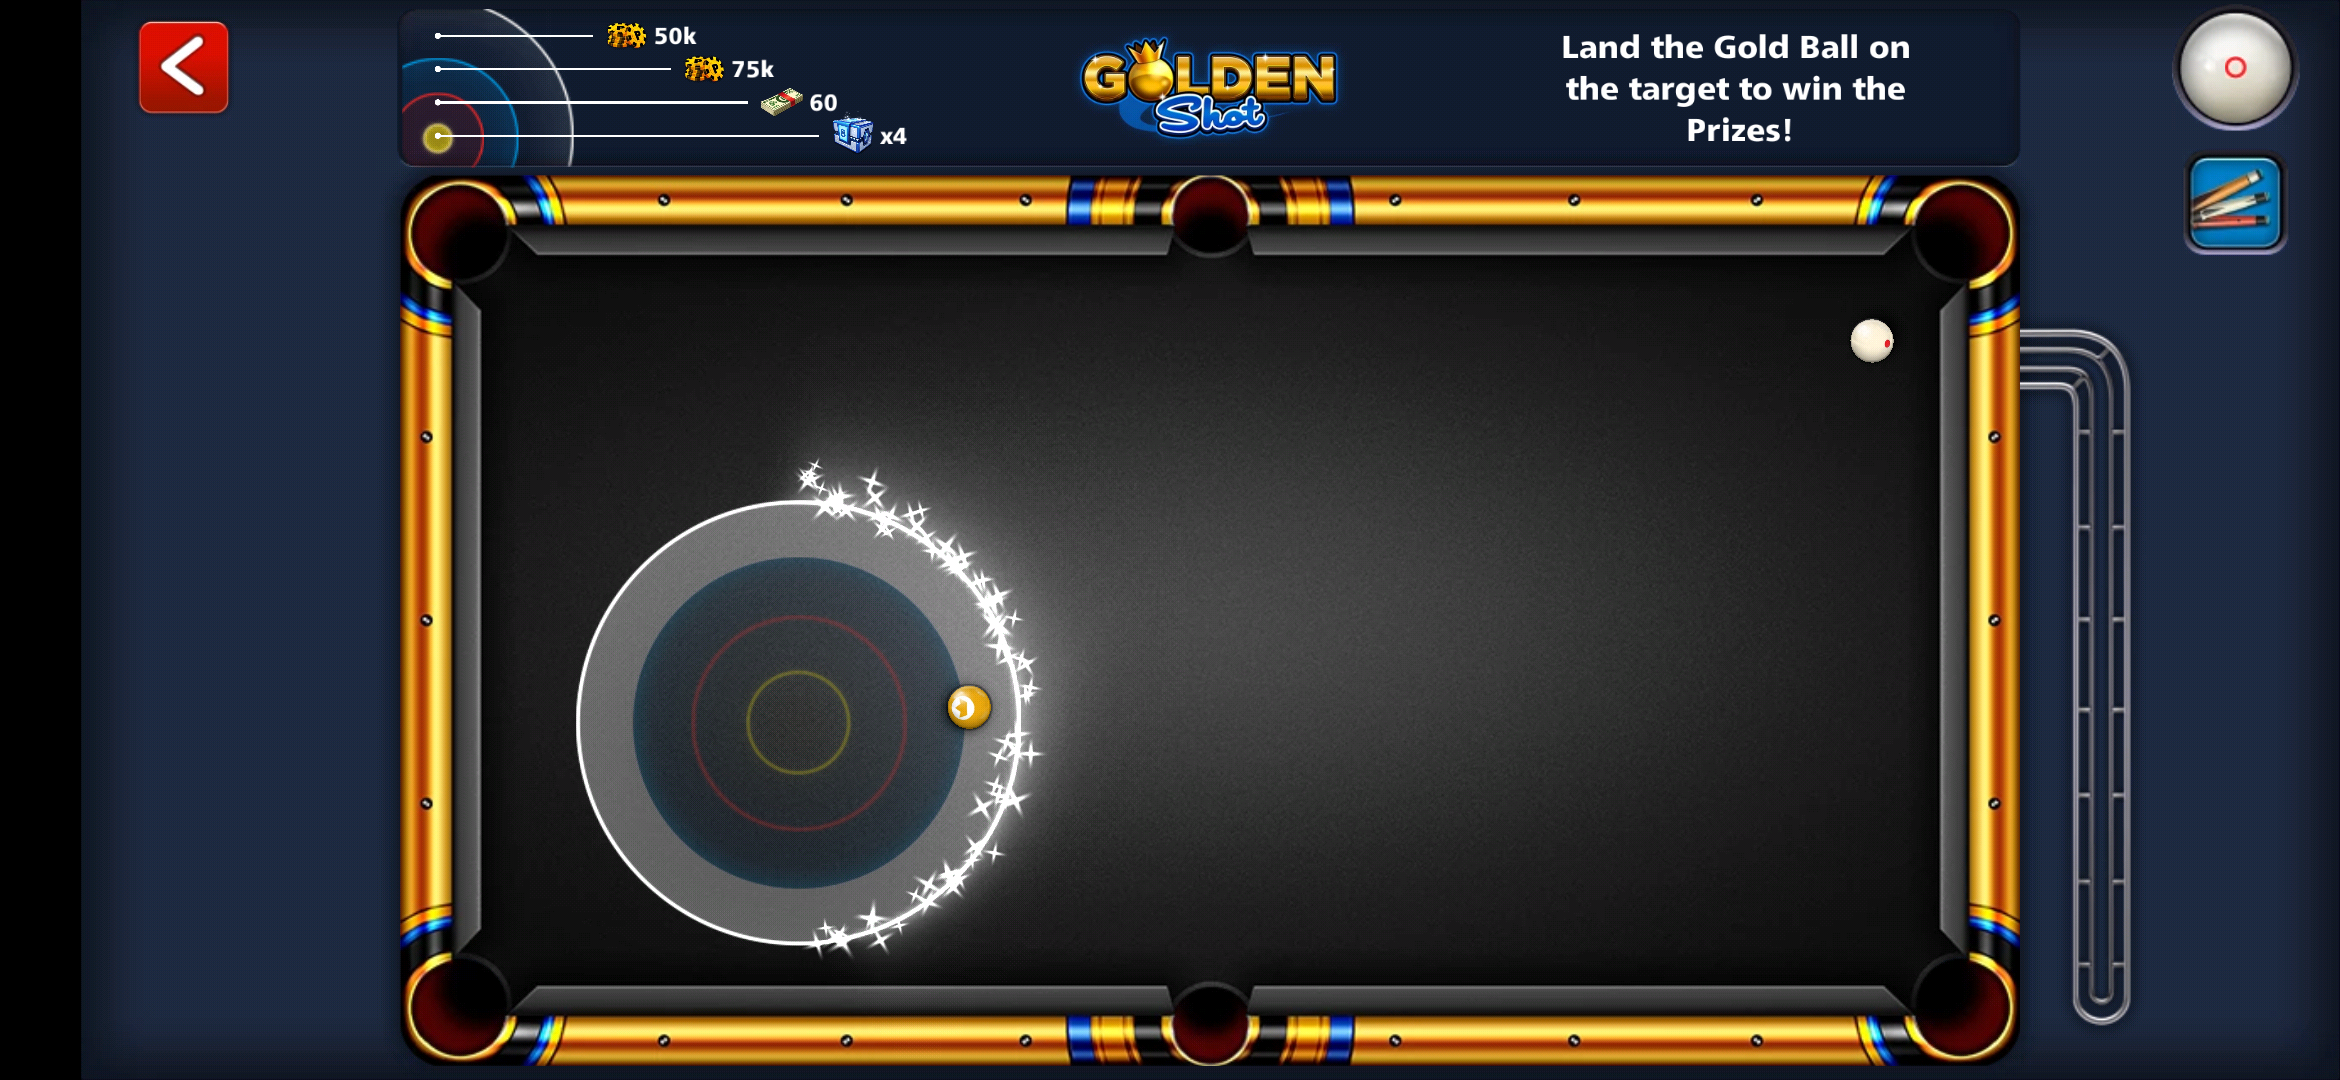 50k
75k
60
x4
GOLDEN
Shot
Land the Gold Ball on
the target to win the
Prizes!